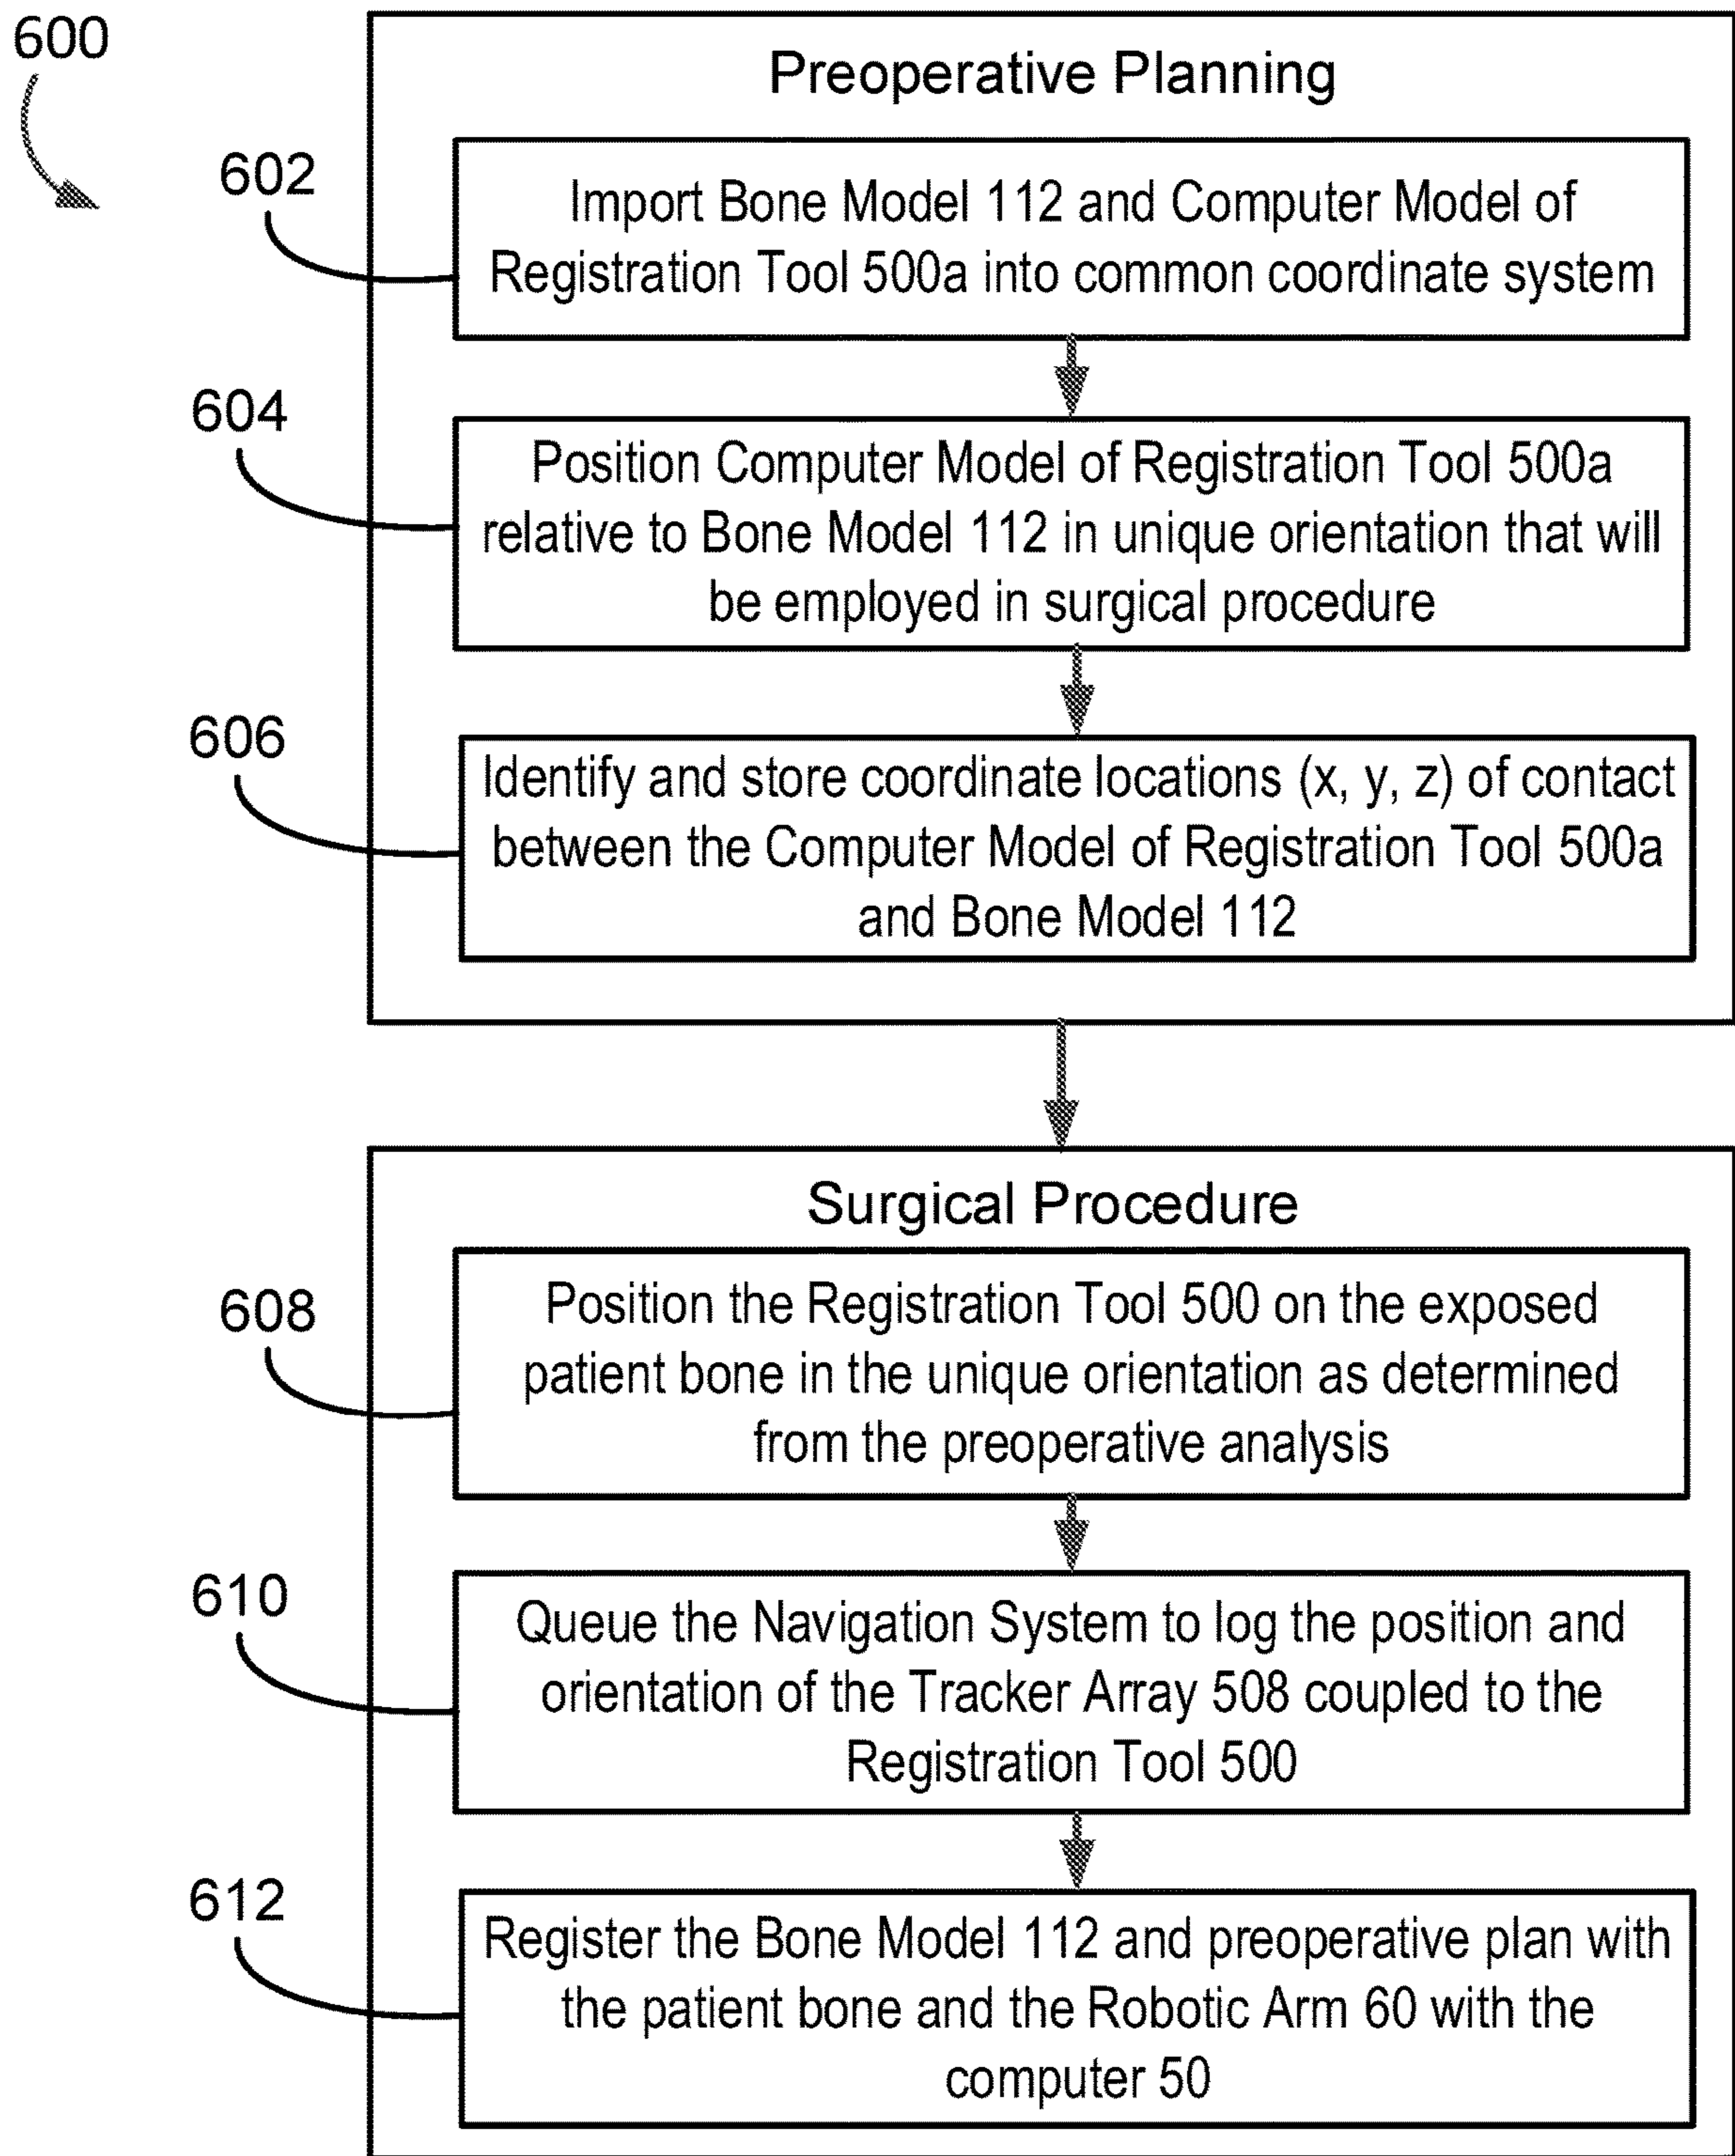 600
Preoperative Planning
602
Import Bone Model 112 and Computer Model of
Registration Tool 500a into common coordinate system
604
Position Computer Model of Registration Tool 500a
relative to Bone Model 112 in unique orientation that will
be employed in surgical procedure
606
Identify and store coordinate locations (x, y, z) of contact
between the Computer Model of Registration Tool 500a
and Bone Model 112
Surgical Procedure
608
Position the Registration Tool 500 on the exposed
patient bone in the unique orientation as determined
from the preoperative analysis
610
Queue the Navigation System to log the position and
orientation of the Tracker Array 508 coupled to the
Registration Tool 500
612
Register the Bone Model 112 and preoperative plan with
the patient bone and the Robotic Arm 60 with the
computer 50